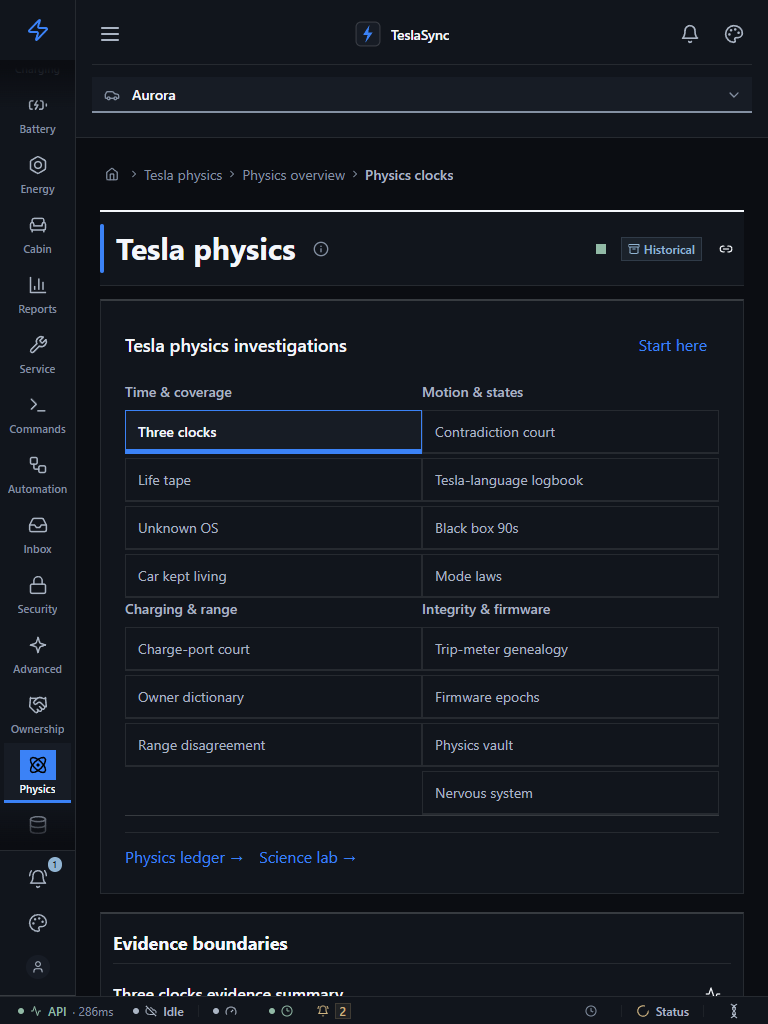 TeslaSync
Aurora
Charging
Battery
Energy
Cabin
Reports
Service
Commands
Automation
Inbox
Security
Advanced
Ownership
Physics
1
Tesla physics
Physics overview
Physics clocks
Tesla physics
Historical
Tesla physics investigations
Start here
Time & coverage
Three clocks
Life tape
Unknown OS
Car kept living
Motion & states
Contradiction court
Tesla-language logbook
Black box 90s
Mode laws
Charging & range
Charge-port court
Owner dictionary
Range disagreement
Integrity & firmware
Trip-meter genealogy
Firmware epochs
Physics vault
Nervous system
Physics ledger →
Science lab →
Evidence boundaries
Three clocks evidence summary
API · 286ms
Idle
2
Status